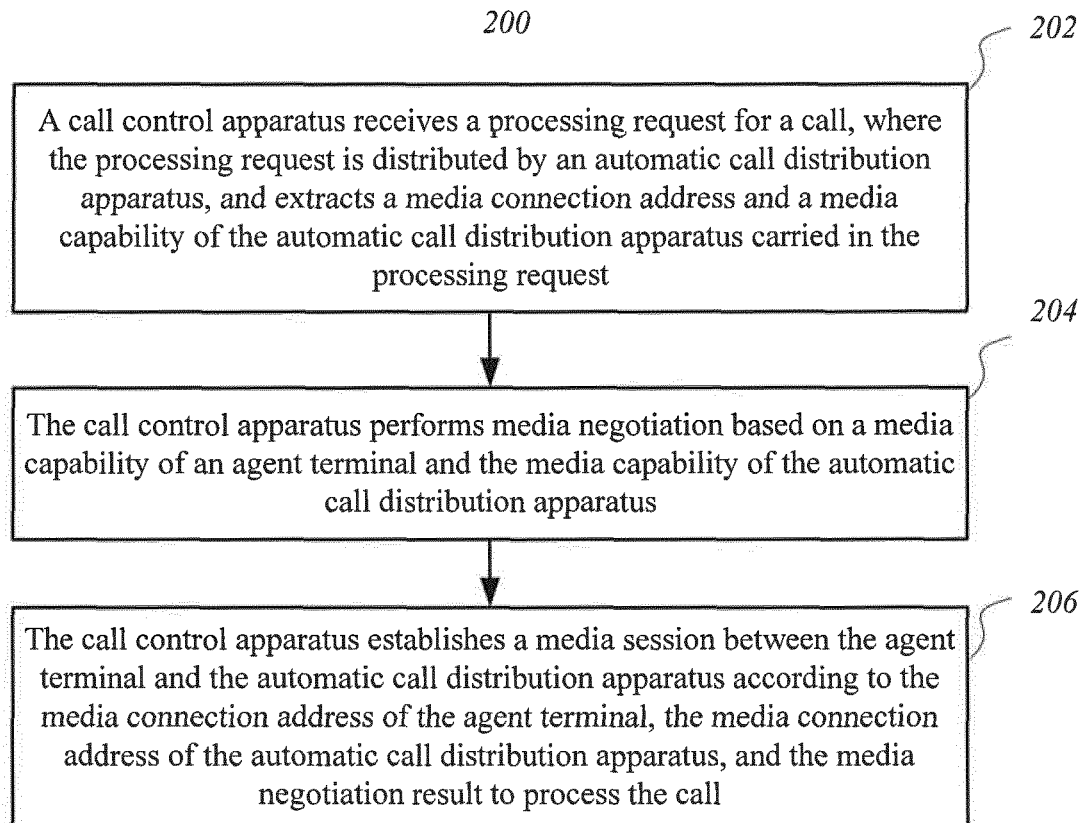 200
202
A call control apparatus receives a processing request for a call, where
the processing request is distributed by an automatic call distribution
apparatus, and extracts a media connection address and a media
capability of the automatic call distribution apparatus carried in the
processing request
204
The call control apparatus performs media negotiation based on a media
capability of an agent terminal and the media capability of the automatic
call distribution apparatus
206
The call control apparatus establishes a media session between the agent
terminal and the automatic call distribution apparatus according to the
media connection address of the agent terminal, the media connection
address of the automatic call distribution apparatus, and the media
negotiation result to process the call